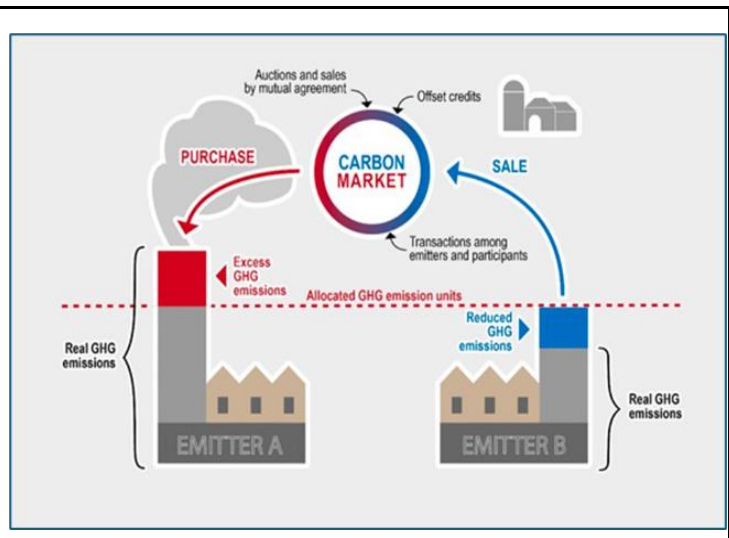 Auctions and sales
by mutual agreement
Offset credits
PURCHASE
CARBON
MARKET
SALE
Transactions among
emitters and participants
Excess
GHG
emissions
Allocated GHG emission units
Reduced
GHG
emissions
Real GHG
emissions
Real GHG
emissions
EMITTER A
EMITTER B